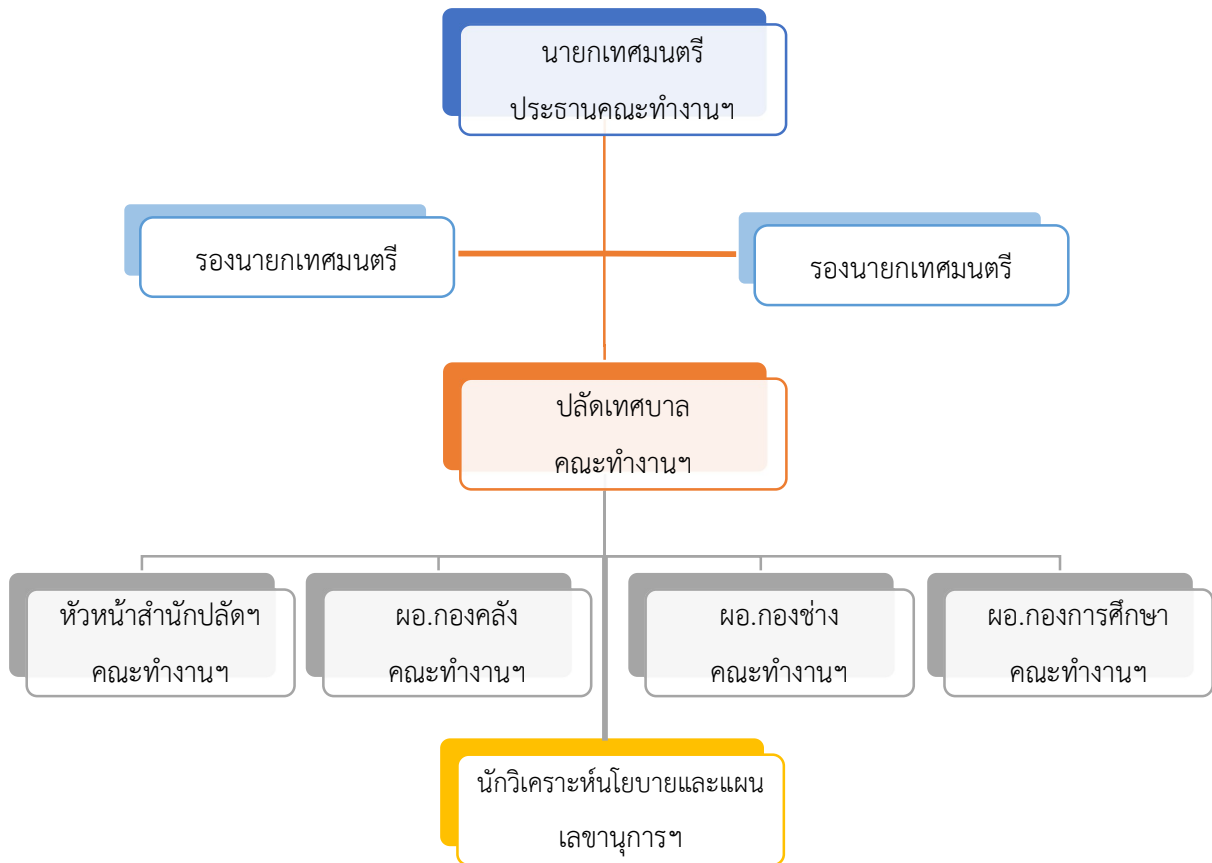 นายกเทศมนตรี
ประธานคณะทำงานฯ
รองนายกเทศมนตรี
รองนายกเทศมนตรี
ปลัดเทศบาล
คณะทำงานฯ
หัวหน้าสำนักปลัดฯ
คณะทำงานฯ
ผอ.กองคลัง
คณะทำงานฯ
ผอ.กองช่าง
คณะทำงานฯ
ผอ.กองการศึกษา
คณะทำงานฯ
นักวิเคราะห์นโยบายและแผน
เลขานุการฯ